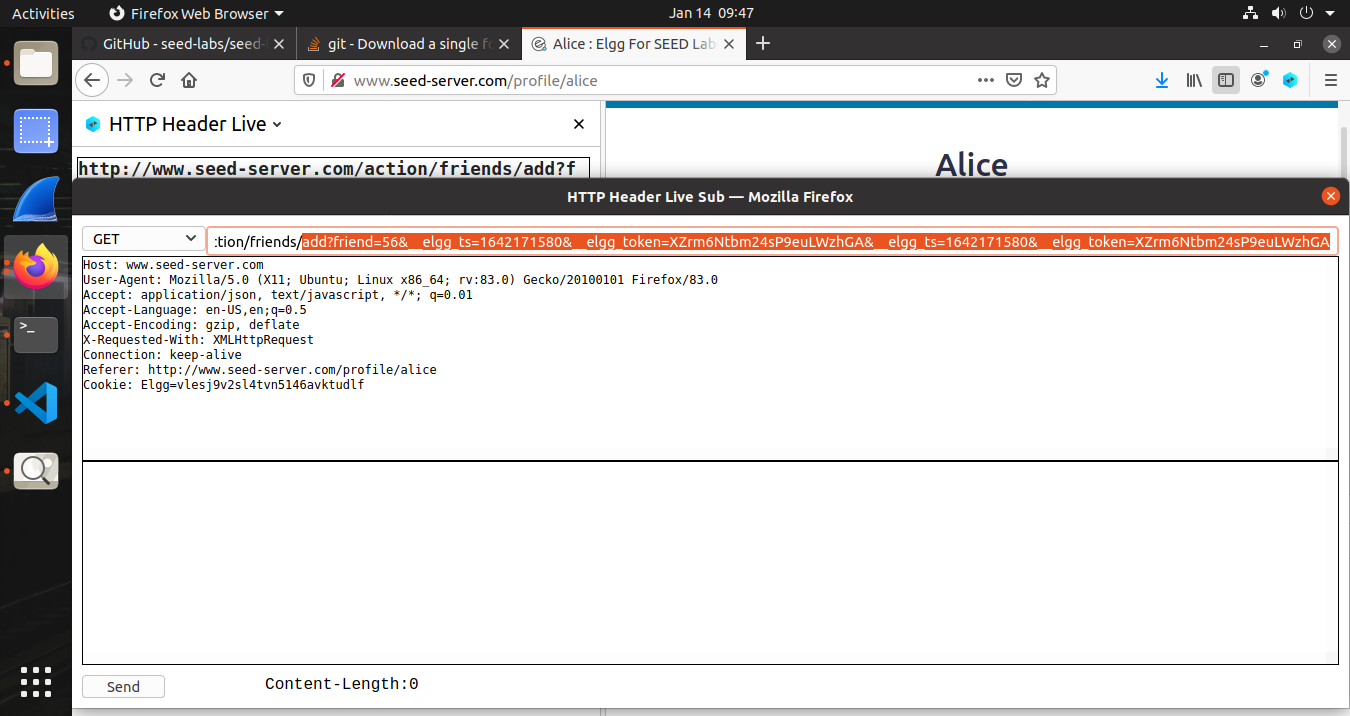 Activities Firefox Web Browser Jan 14 09:47
GitHub - seed-labs/seed- git - Download a single fo Alice : Elgg For SEED Lab
www.seed-server.com/profile/alice
HTTP Header Live
http://www.seed-server.com/action/friends/add?f
Alice
HTTP Header Live Sub — Mozilla Firefox
GET :tion/friends/add?friend=56&__elgg_ts=1642171580&__elgg_token=XZrm6Ntbm24sP9euLWzhGA&__elgg_ts=1642171580&__elgg_token=XZrm6Ntbm24sP9euLWzhGA
Host: www.seed-server.com
User-Agent: Mozilla/5.0 (X11; Ubuntu; Linux x86_64; rv:83.0) Gecko/20100101 Firefox/83.0
Accept: application/json, text/javascript, */*; q=0.01
Accept-Language: en-US,en;q=0.5
Accept-Encoding: gzip, deflate
X-Requested-With: XMLHttpRequest
Connection: keep-alive
Referer: http://www.seed-server.com/profile/alice
Cookie: Elgg=vlesj9v2sl4tvn5146avktudlf
Send Content-Length:0